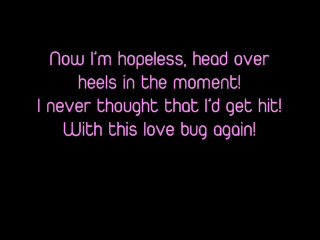 Now I'm hopeless, head over
heels in the moment!
I never thought that I'd get hit!
With this love bug again!